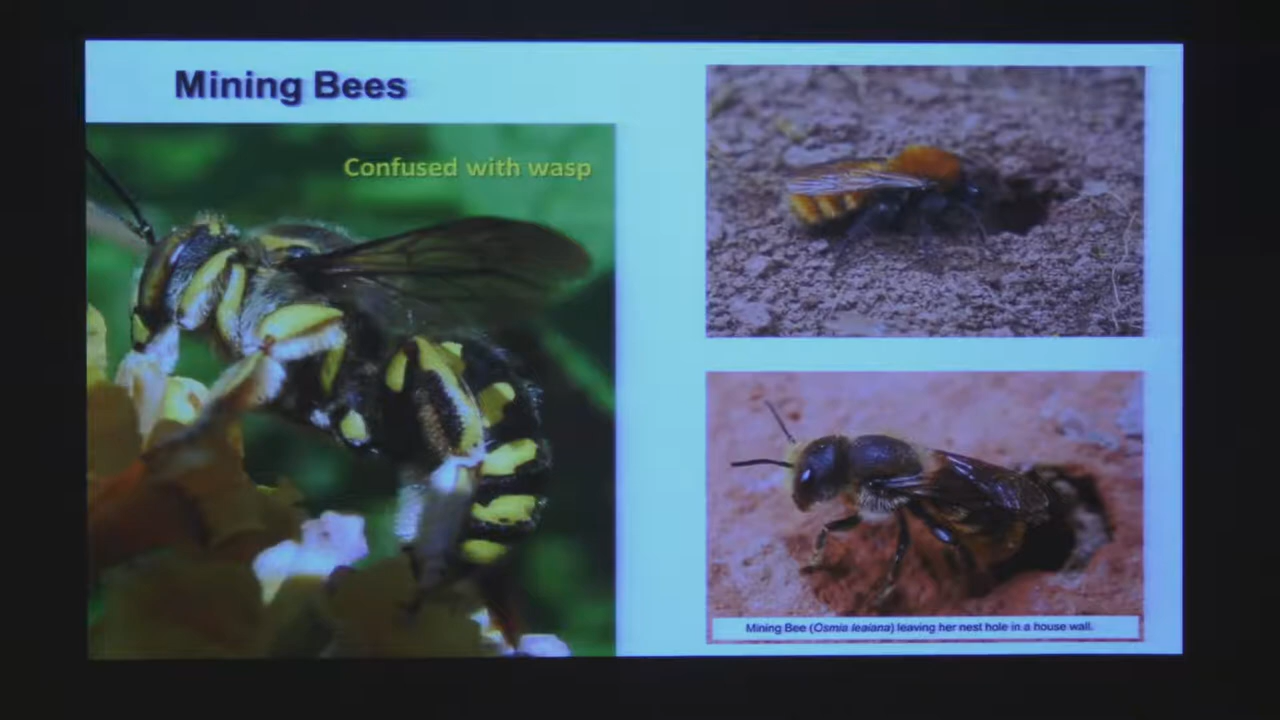 Mining Bees
Confused with wasp
Mining Bee (Osmia leaiana) leaving her nest hole in a house wall.